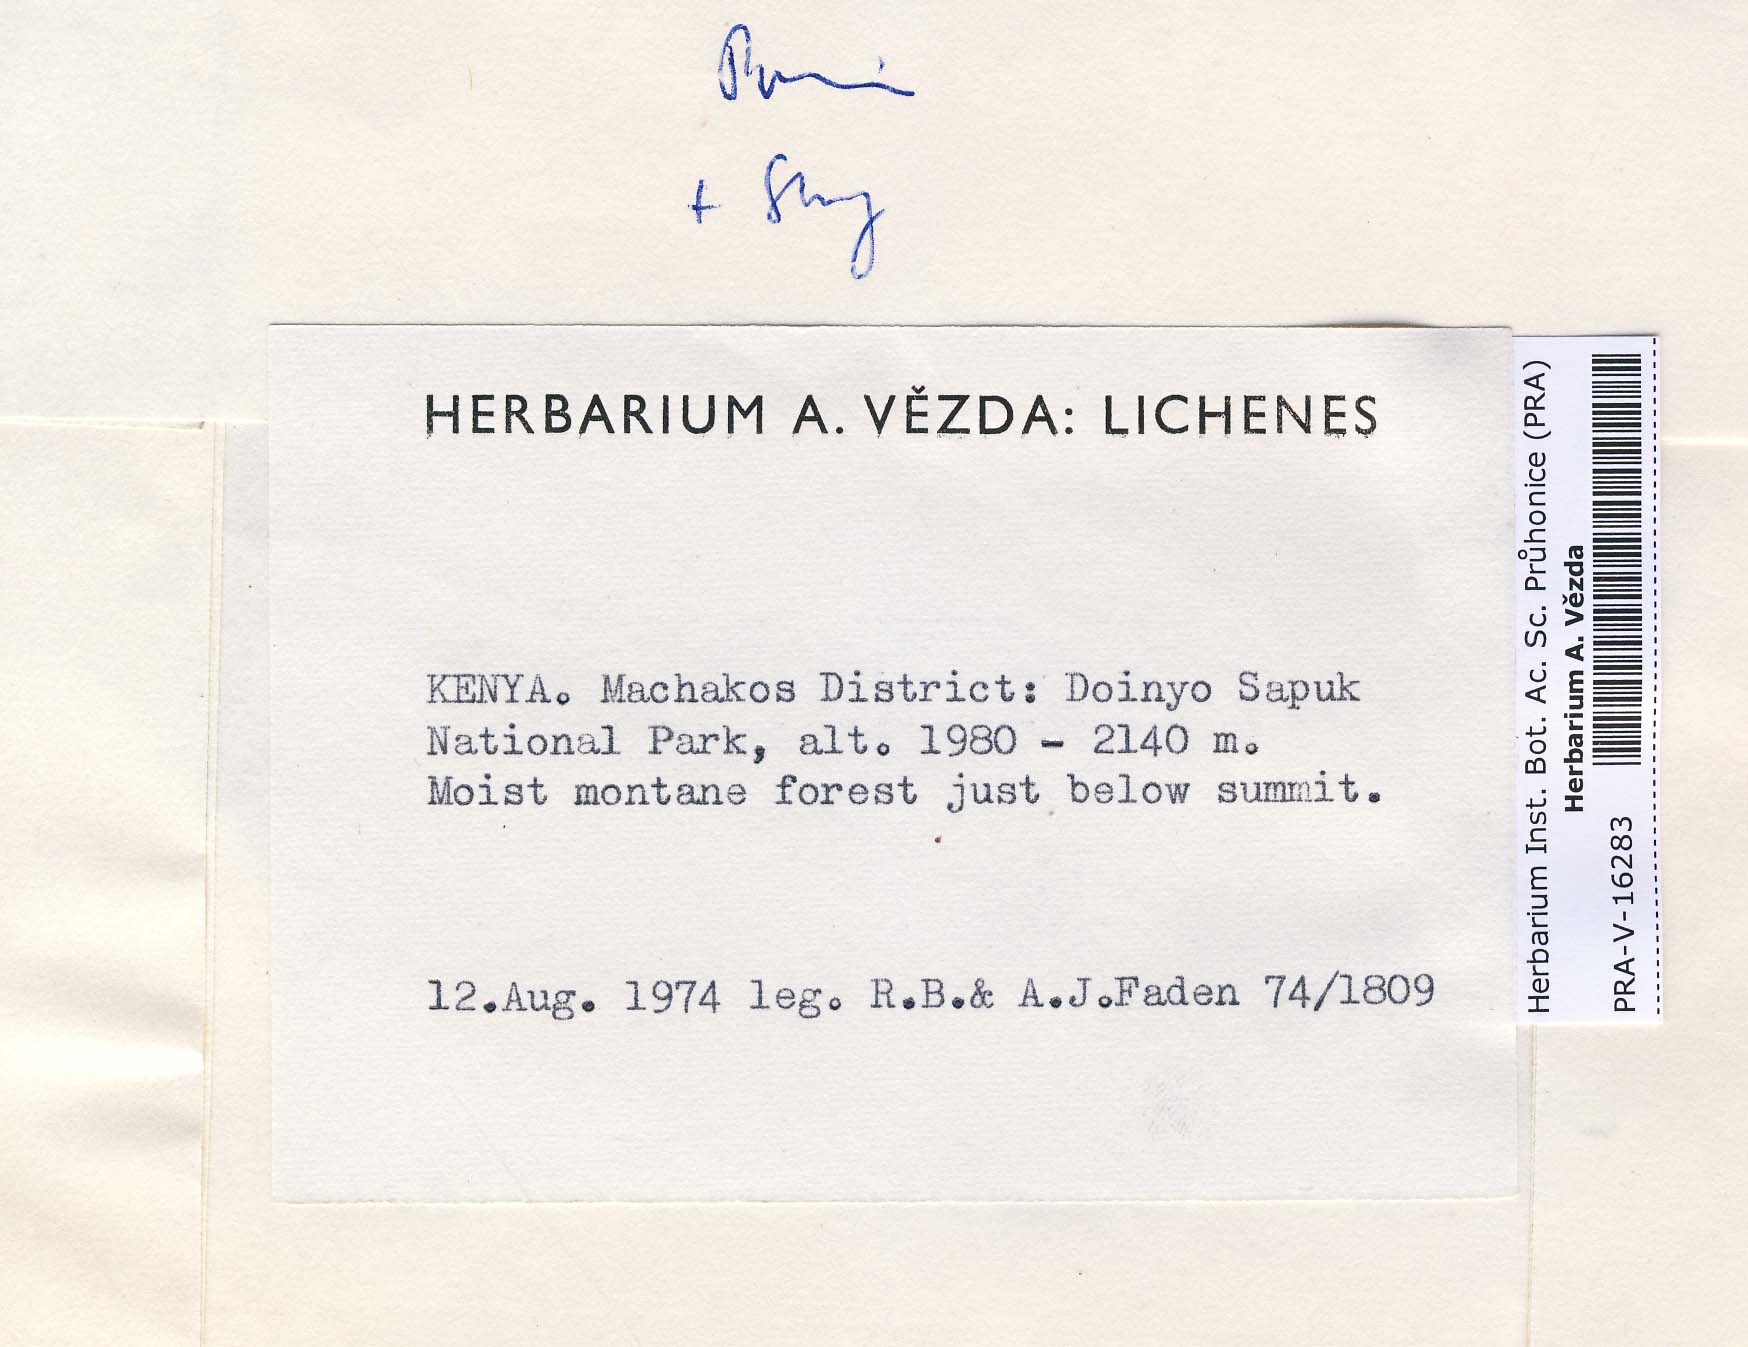 +
HERBARIUM A. VĚZDA: LICHENES
KENYA. Machakos District: Doinyo Sapuk
National Park, alt. 1980 - 2140 m.
Moist montane forest just below summit.
12.Aug. 1974 leg. R.B.& A.J.Faden 74/1809
Herbarium Inst. Bot. Ac. Sc. Průhonice (PRA)
Herbarium A. Vězda
PRA-V-16283